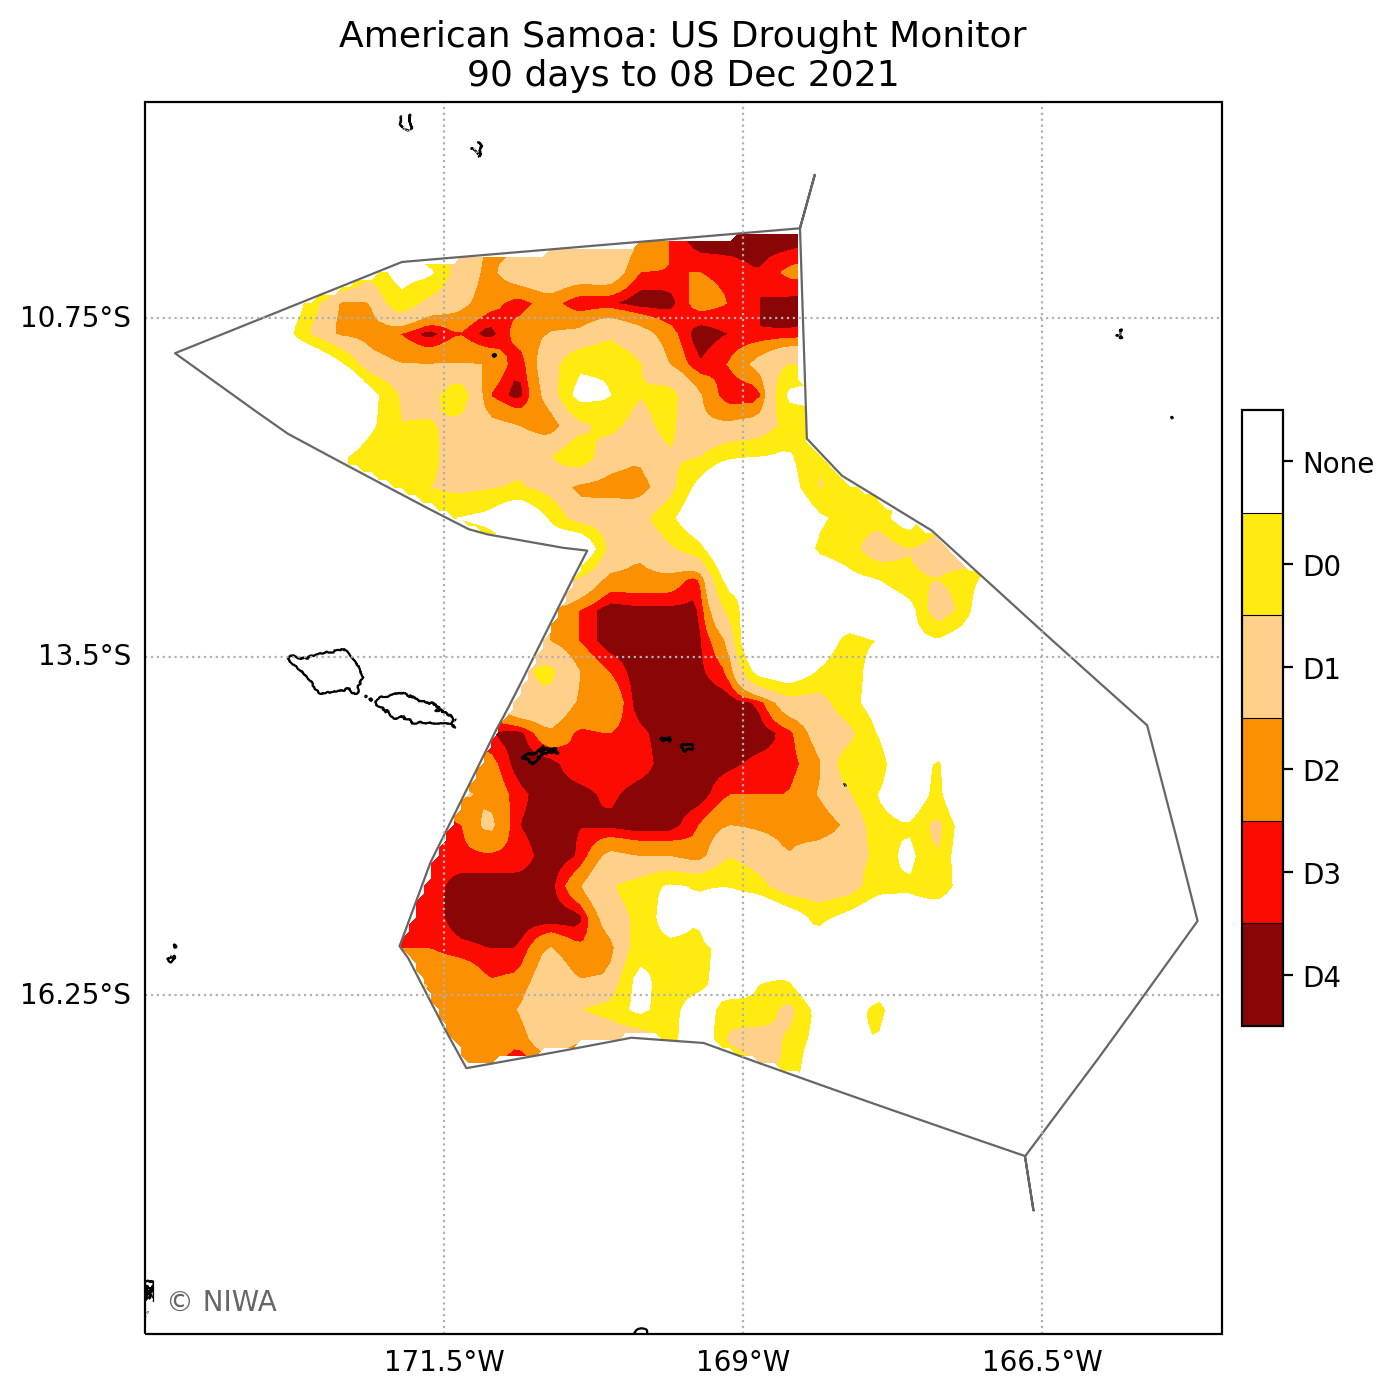 American Samoa: US Drought Monitor
90 days to 08 Dec 2021
10.75°S
13.5°S
16.25°S
171.5°W
169°W
166.5°W
None
D0
D1
D2
D3
D4
© NIWA